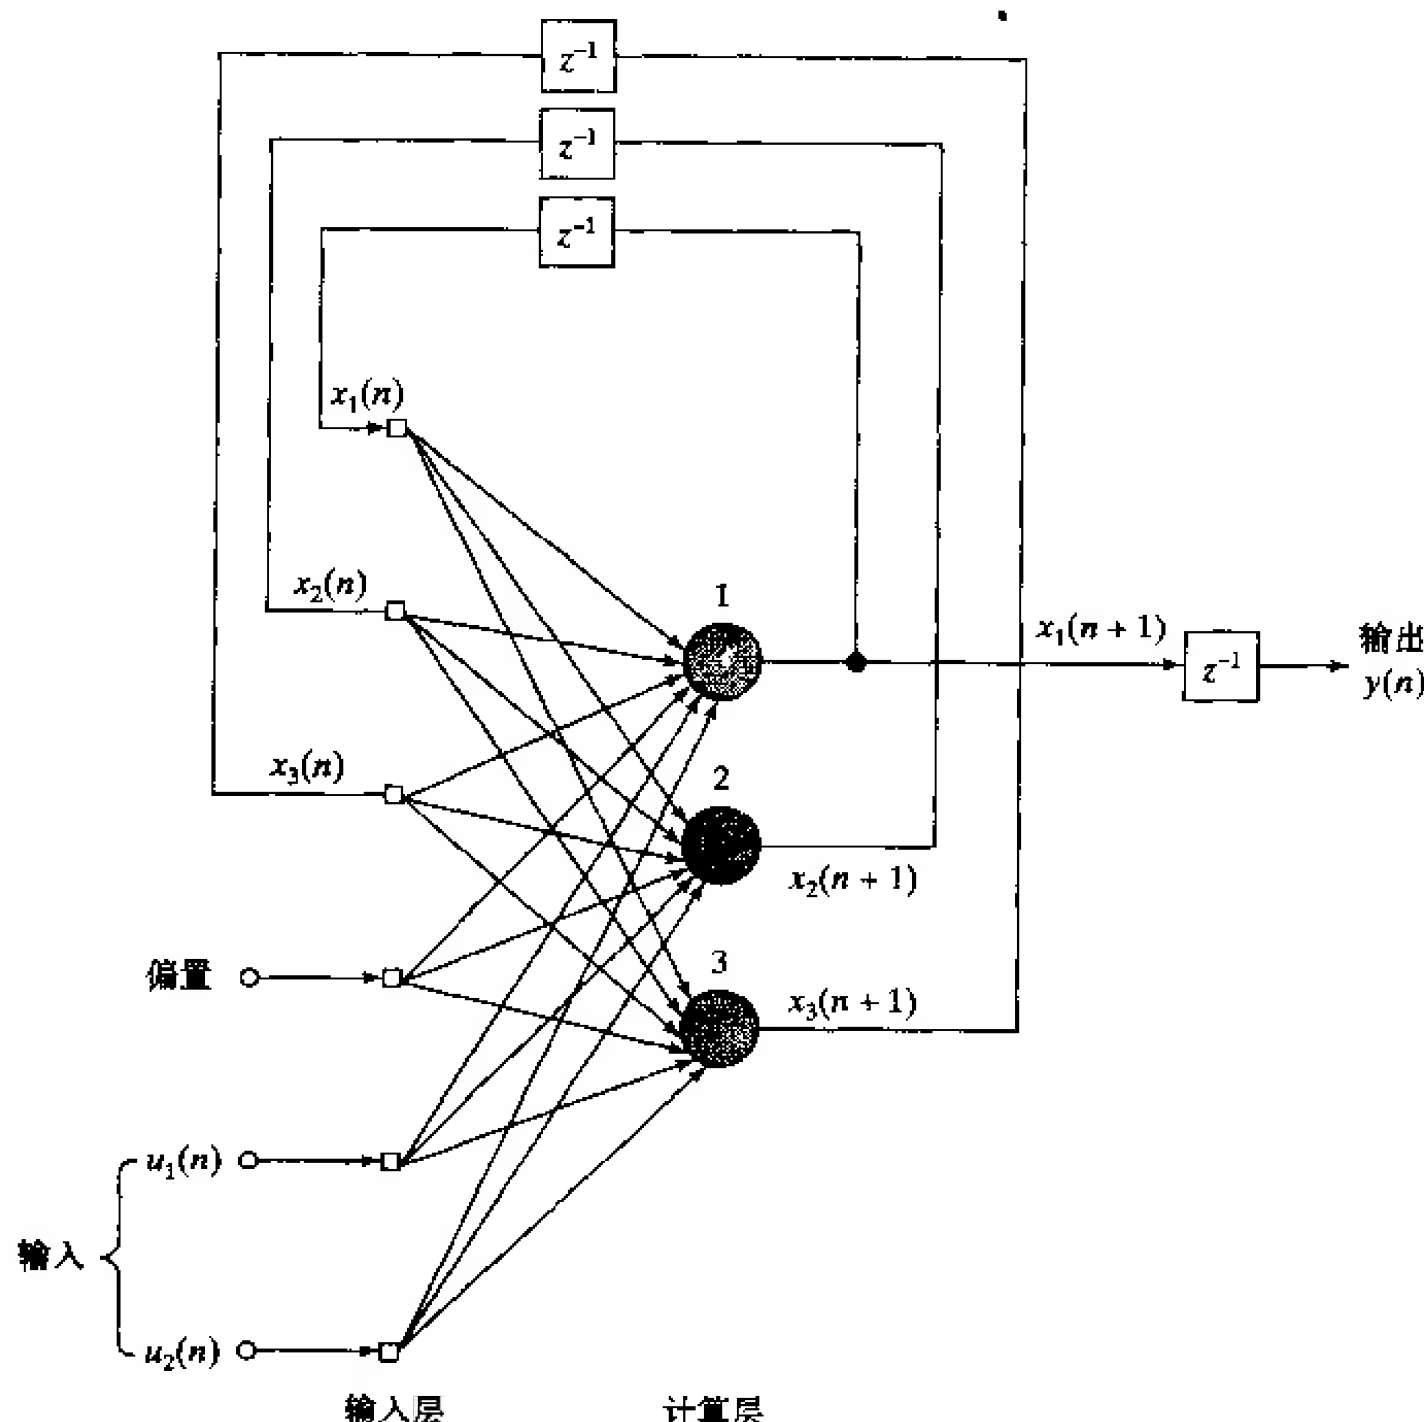 z⁻¹
z⁻¹
z⁻¹
x₁(n)
x₂(n)
1
x₁(n + 1)
z⁻¹
输出
y(n)
x₃(n)
2
x₂(n + 1)
偏置
3
x₃(n + 1)
输入
u₁(n)
u₂(n)
输入层
计算层